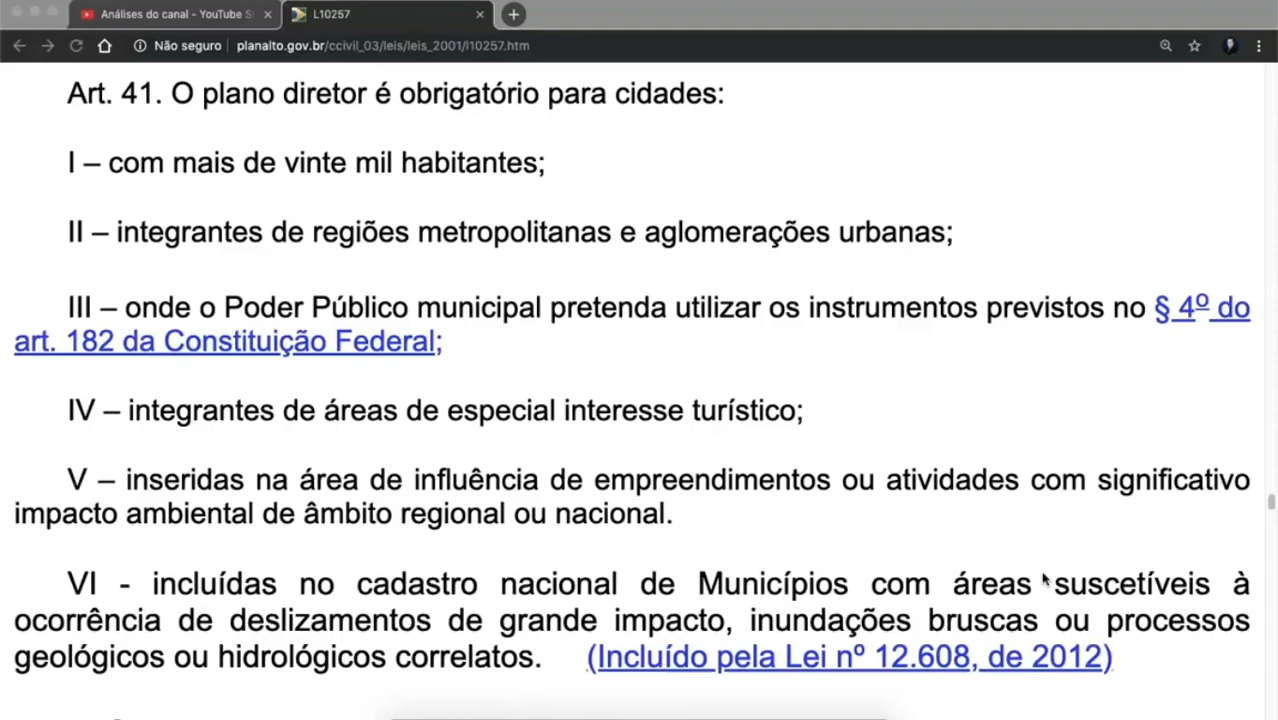 Análises do canal - YouTube S
L10257
Não seguro
planalto.gov.br/ccivil_03/leis/leis_2001/l10257.htm
Art. 41. O plano diretor é obrigatório para cidades:
I – com mais de vinte mil habitantes;
II – integrantes de regiões metropolitanas e aglomerações urbanas;
III – onde o Poder Público municipal pretenda utilizar os instrumentos previstos no § 4º do
art. 182 da Constituição Federal;
IV – integrantes de áreas de especial interesse turístico;
V – inseridas na área de influência de empreendimentos ou atividades com significativo
impacto ambiental de âmbito regional ou nacional.
VI - incluídas no cadastro nacional de Municípios com áreas suscetíveis à
ocorrência de deslizamentos de grande impacto, inundações bruscas ou processos
geológicos ou hidrológicos correlatos. (Incluído pela Lei nº 12.608, de 2012)